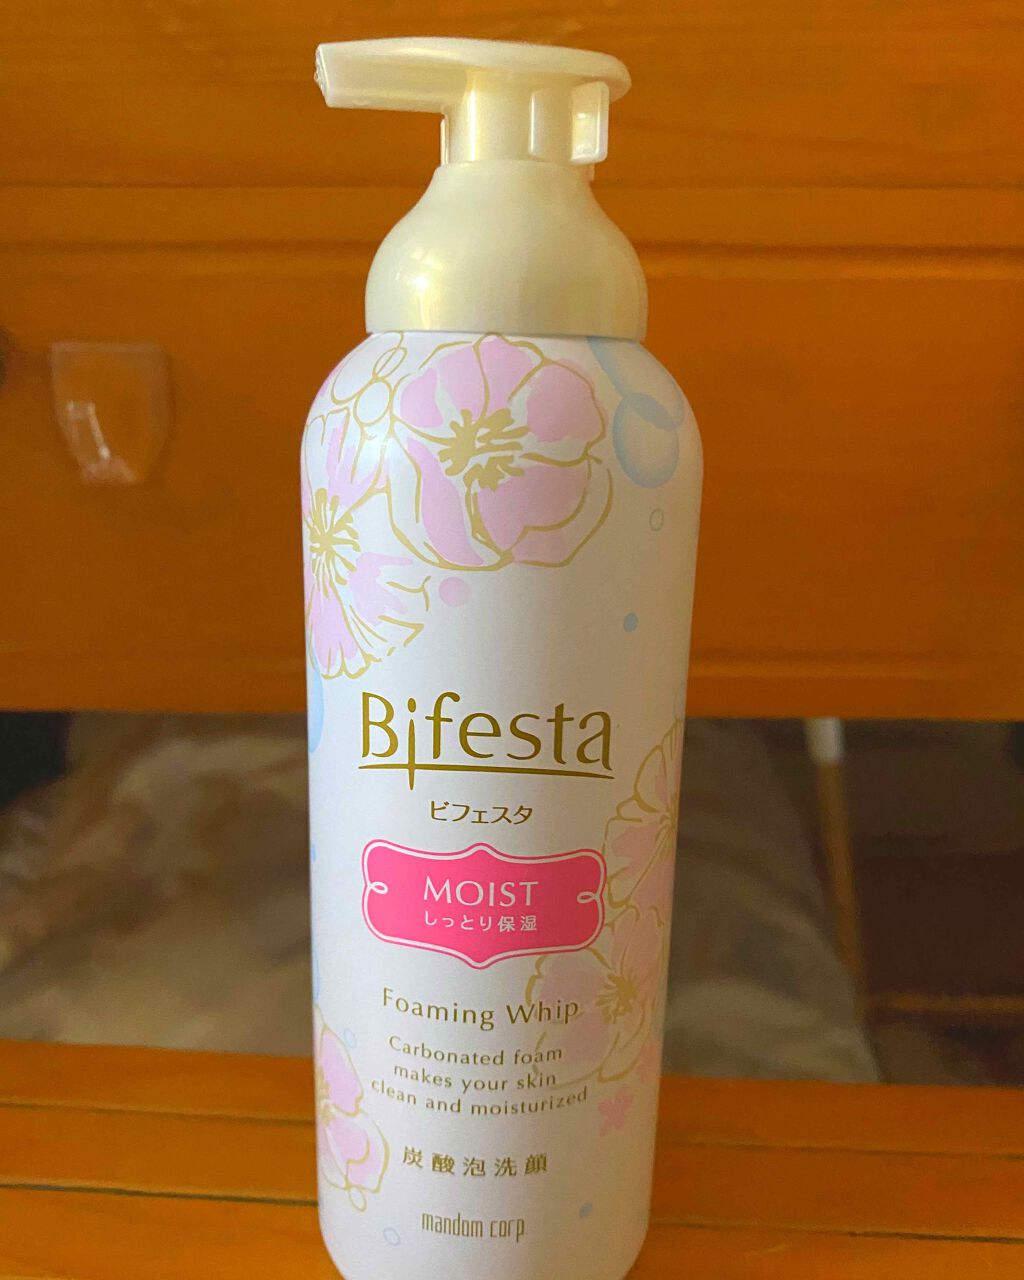 Bifesta
ビフェスタ
MOIST
しっとり保湿
Foaming Whip
Carbonated foam
makes your skin
clean and moisturized
炭酸泡洗顔
mandom corp.